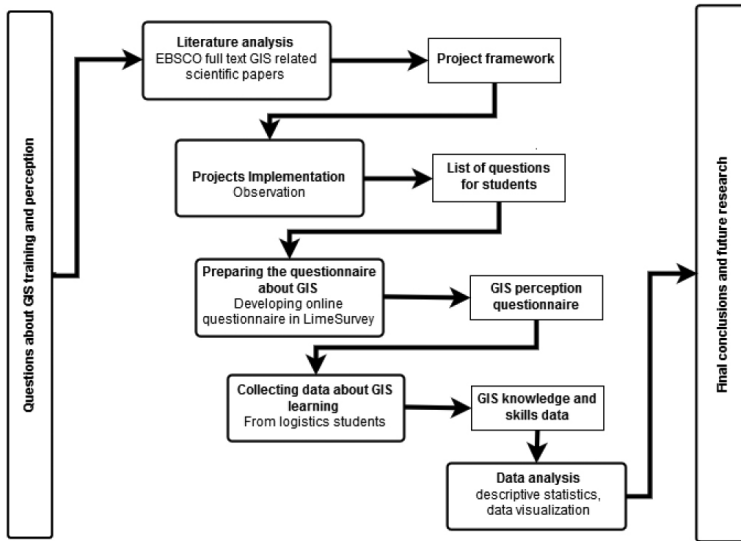 Questions about GIS training and perception
Literature analysis
EBSCO full text GIS related
scientific papers
Project framework
Projects Implementation
Observation
List of questions
for students
Preparing the questionnaire
about GIS
Developing online
questionnaire in LimeSurvey
GIS perception
questionnaire
Collecting data about GIS
learning
From logistics students
GIS knowledge and
skills data
Data analysis
descriptive statistics,
data visualization
Final conclusions and future research